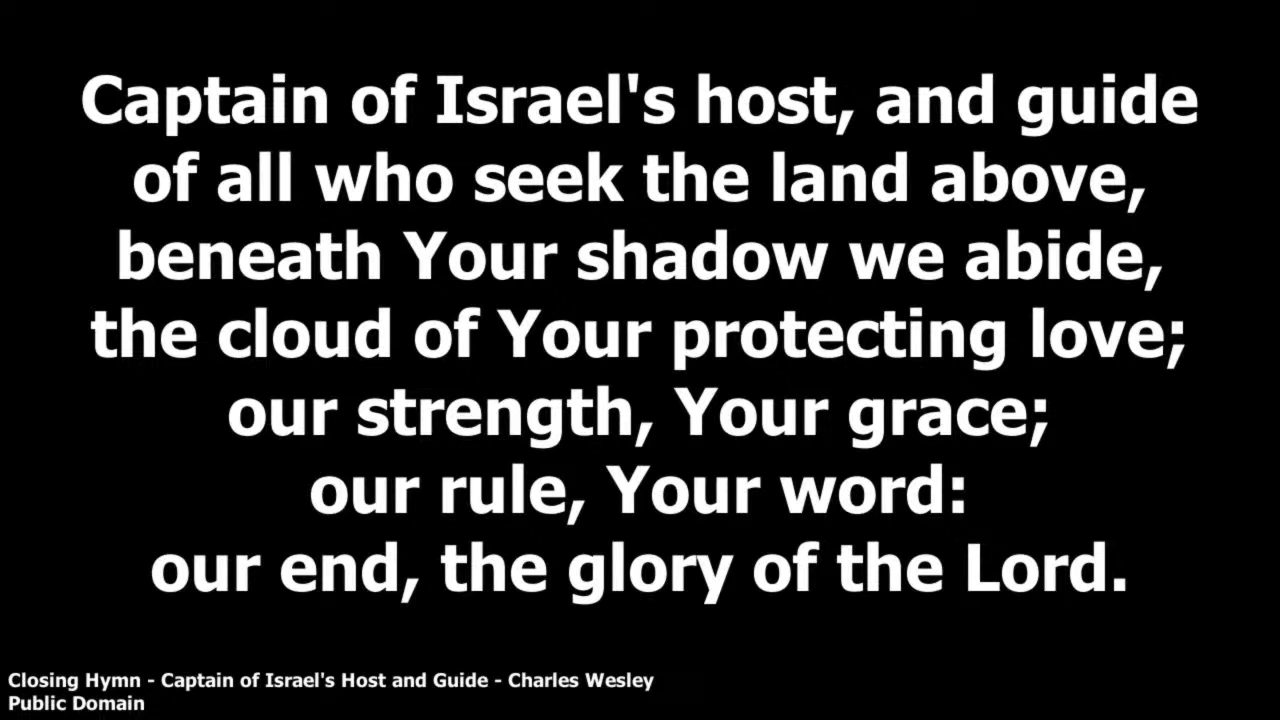 Captain of Israel's host, and guide
of all who seek the land above,
beneath Your shadow we abide,
the cloud of Your protecting love;
our strength, Your grace;
our rule, Your word:
our end, the glory of the Lord.
Closing Hymn - Captain of Israel's Host and Guide - Charles Wesley
Public Domain